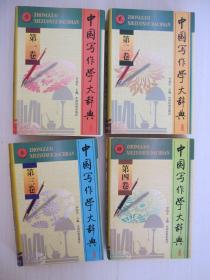 ZHONGGUO
XIEZUOXUE DACIDIAN
中国写作学大辞典
第一卷
ZHONGGUO
XIEZUOXUE DACIDIAN
中国写作学大辞典
第二卷
ZHONGGUO
XIEZUOXUE DACIDIAN
中国写作学大辞典
第三卷
ZHONGGUO
XIEZUOXUE DACIDIAN
中国写作学大辞典
第四卷